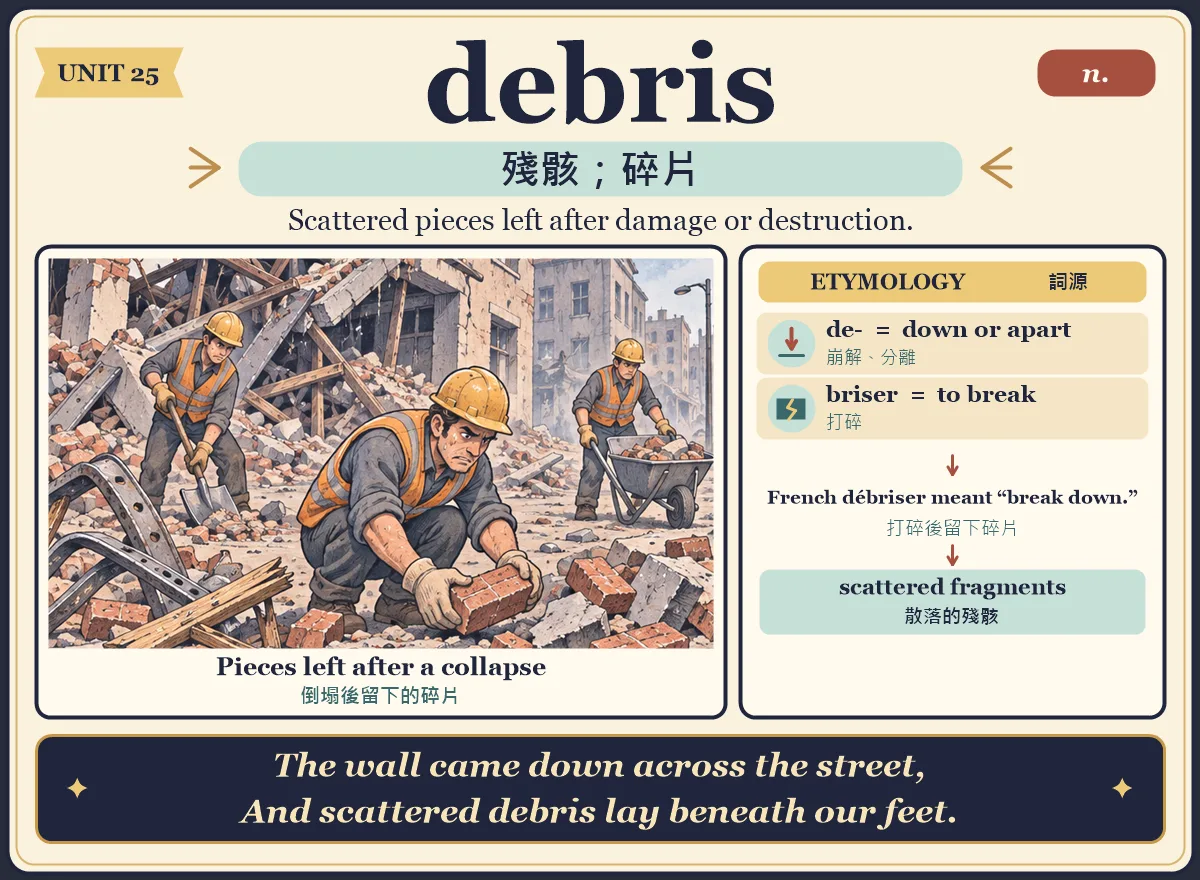 UNIT 25
debris
n.
殘骸；碎片
Scattered pieces left after damage or destruction.
Pieces left after a collapse
倒塌後留下的碎片
ETYMOLOGY 詞源
de- = down or apart
崩解、分離
briser = to break
打碎
French débriser meant “break down.”
打碎後留下碎片
scattered fragments
散落的殘骸
The wall came down across the street,
And scattered debris lay beneath our feet.